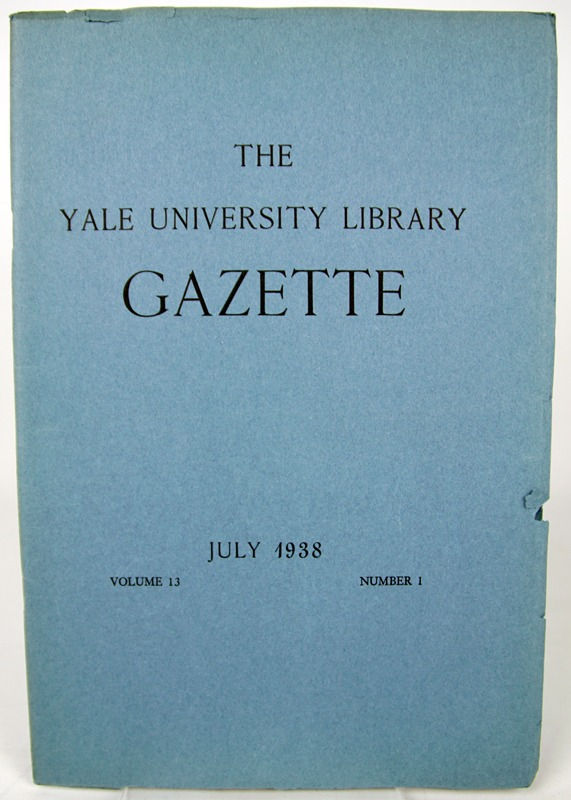 THE
YALE UNIVERSITY LIBRARY
GAZETTE
JULY 1938
VOLUME 13 NUMBER 1